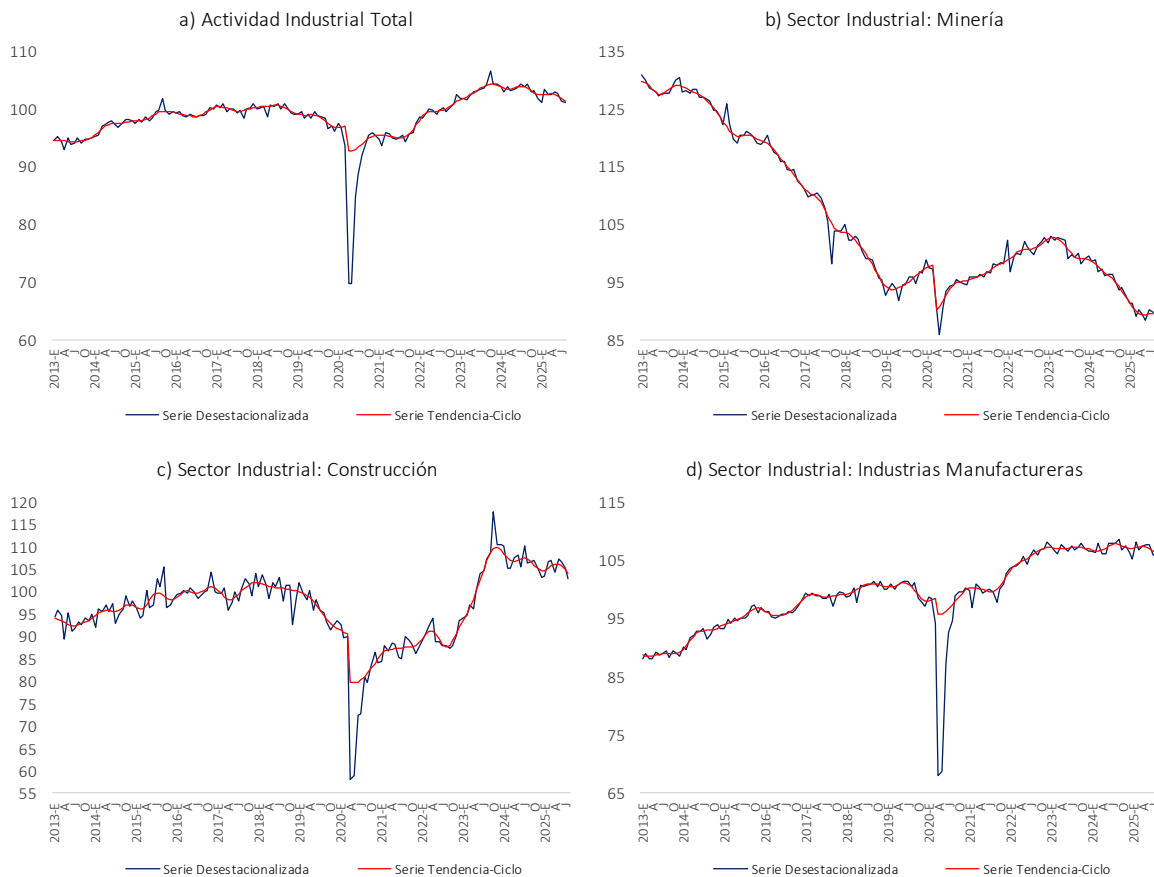 a) Actividad Industrial Total
110
100
90
80
70
60
2013-E A J O 2014-E A J O 2015-E A J O 2016-E A J O 2017-E A J O 2018-E A J O 2019-E A J O 2020-E A J O 2021-E A J O 2022-E A J O 2023-E A J O 2024-E A J O 2025-E A J
Serie Desestacionalizada
Serie Tendencia-Ciclo
b) Sector Industrial: Minería
135
125
115
105
95
85
2013-E A J O 2014-E A J O 2015-E A J O 2016-E A J O 2017-E A J O 2018-E A J O 2019-E A J O 2020-E A J O 2021-E A J O 2022-E A J O 2023-E A J O 2024-E A J O 2025-E A J
Serie Desestacionalizada
Serie Tendencia-Ciclo
c) Sector Industrial: Construcción
120
115
110
105
100
95
90
85
80
75
70
65
60
55
2013-E A J O 2014-E A J O 2015-E A J O 2016-E A J O 2017-E A J O 2018-E A J O 2019-E A J O 2020-E A J O 2021-E A J O 2022-E A J O 2023-E A J O 2024-E A J O 2025-E A J
Serie Desestacionalizada
Serie Tendencia-Ciclo
d) Sector Industrial: Industrias Manufactureras
115
105
95
85
75
65
2013-E A J O 2014-E A J O 2015-E A J O 2016-E A J O 2017-E A J O 2018-E A J O 2019-E A J O 2020-E A J O 2021-E A J O 2022-E A J O 2023-E A J O 2024-E A J O 2025-E A J
Serie Desestacionalizada
Serie Tendencia-Ciclo